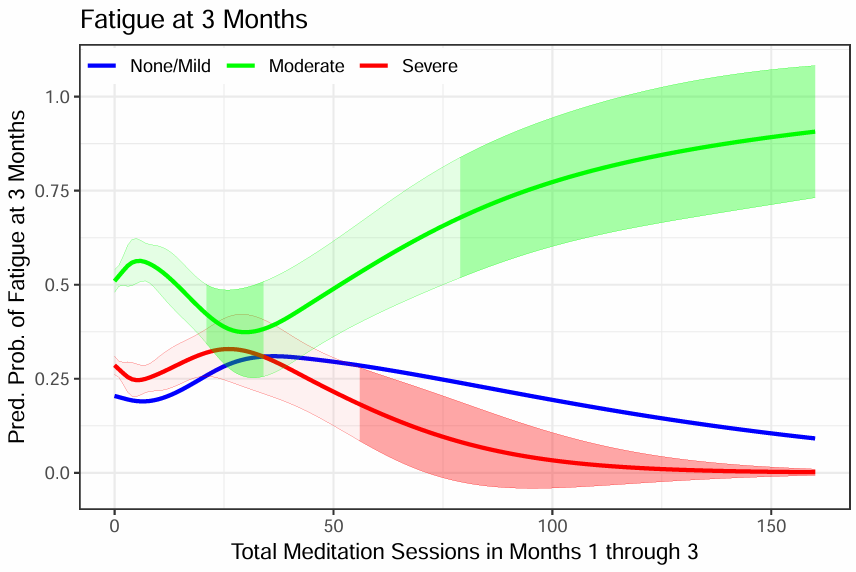 Fatigue at 3 Months
None/Mild Moderate Severe
Pred. Prob. of Fatigue at 3 Months
1.0
0.75
0.5
0.25
0.0
0 50 100 150
Total Meditation Sessions in Months 1 through 3